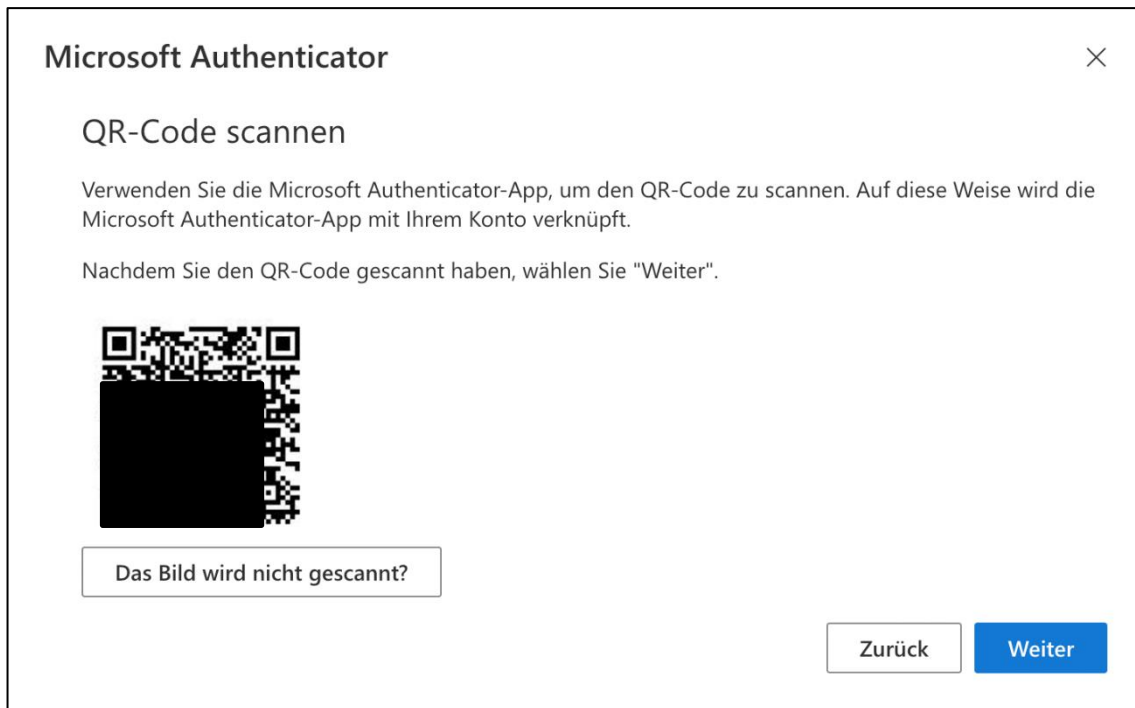 Microsoft Authenticator
QR-Code scannen
Verwenden Sie die Microsoft Authenticator-App, um den QR-Code zu scannen. Auf diese Weise wird die
Microsoft Authenticator-App mit Ihrem Konto verknüpft.
Nachdem Sie den QR-Code gescannt haben, wählen Sie "Weiter".
Das Bild wird nicht gescannt?
Zurück
Weiter